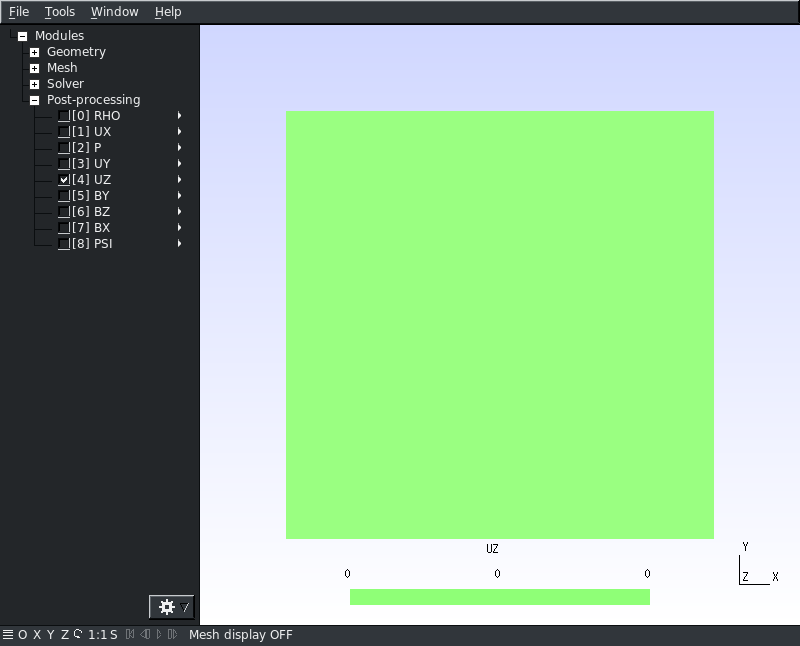 File Tools Window Help
Modules
Geometry
Mesh
Solver
Post-processing
[0] RHO
[1] UX
[2] P
[3] UY
[4] UZ
[5] BY
[6] BZ
[7] BX
[8] PSI
UZ
0 0 0
Y
Z X
O X Y Z 1:1 S Mesh display OFF